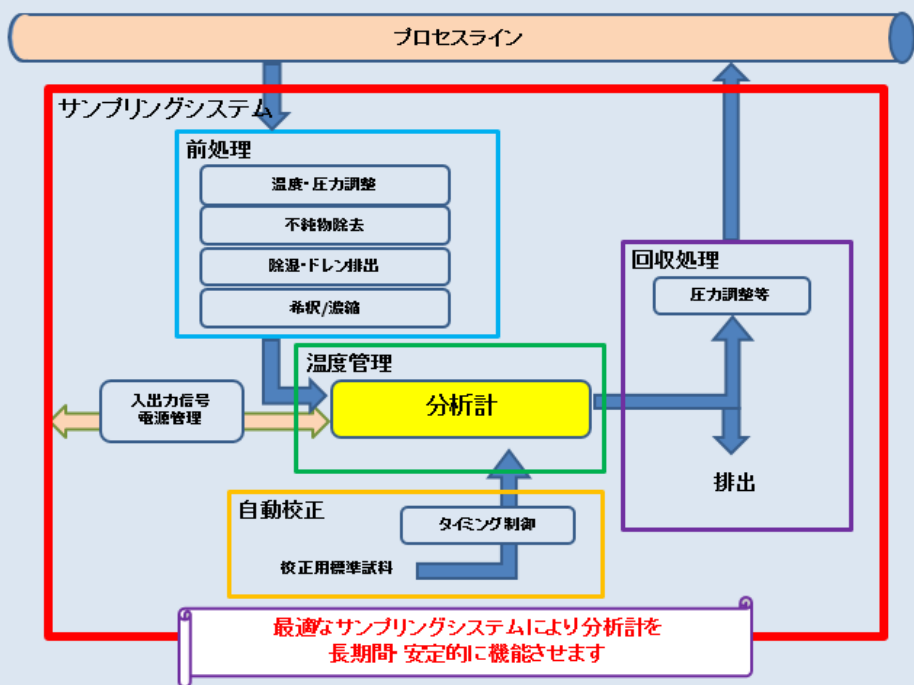 プロセスライン
サンプリングシステム
前処理
温度・圧力調整
不純物除去
除湿・ドレン排出
希釈/濃縮
回収処理
圧力調整等
温度管理
分析計
入出力信号
電源管理
排出
自動校正
タイミング制御
校正用標準試料
最適なサンプリングシステムにより分析計を
長期間・安定的に機能させます